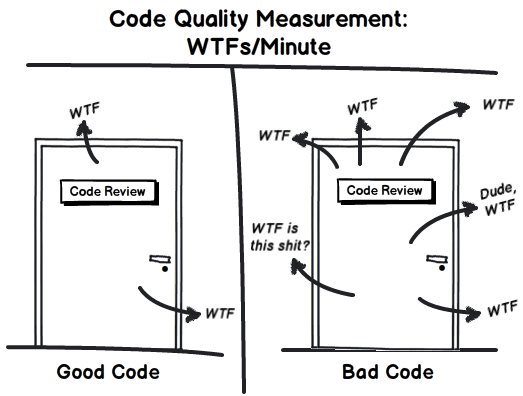 Code Quality Measurement:
WTFs/Minute
WTF
Code Review
WTF
Good Code
WTF
WTF
WTF
Code Review
Dude,
WTF
WTF is
this shit?
WTF
Bad Code